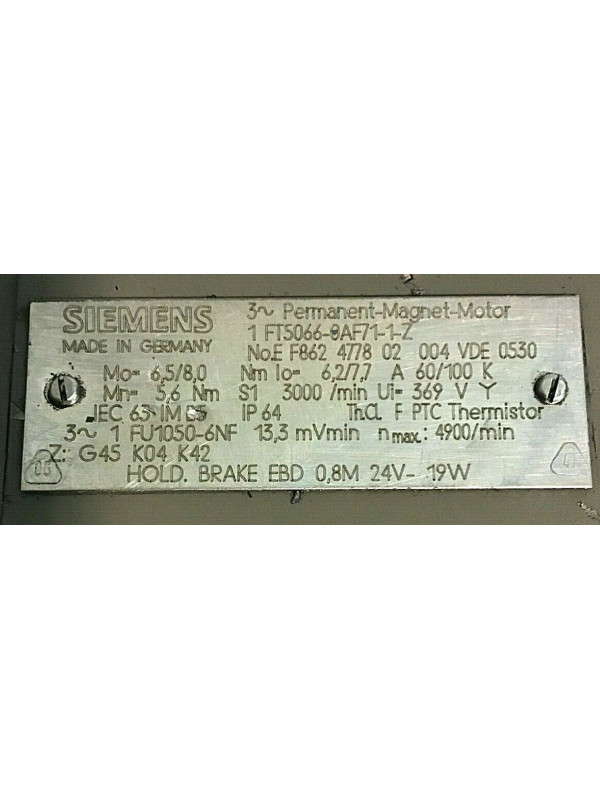 SIEMENS
3~ Permanent-Magnet-Motor
1 FT5066-0AF71-1-Z
MADE IN GERMANY
No.E F862 4778 02 004 VDE 0530
Mo= 6,5/8,0 Nm Io= 6,2/7,7 A 60/100 K
Mn= 5,6 Nm S1 3000 /min Ui= 369 V Y
IEC 63 IM IP 64 Th.Cl. F PTC Thermistor
3~ 1 FU1050-6NF 13,3 mVmin nmax.: 4900/min
Z: G45 K04 K42
HOLD. BRAKE EBD 0,8M 24V- 19W